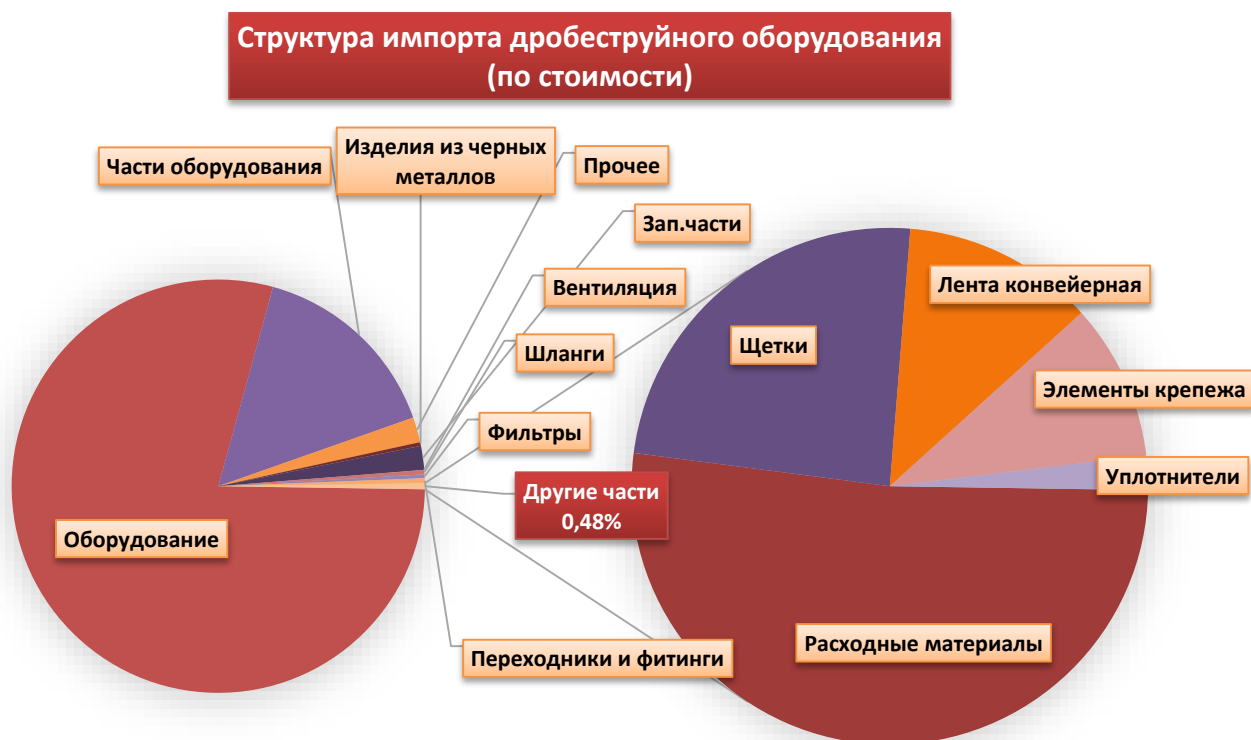 Структура импорта дробеструйного оборудования
(по стоимости)
Части оборудования
Изделия из черных
металлов
Прочее
Зап.части
Вентиляция
Шланги
Фильтры
Другие части
0,48%
Переходники и фитинги
Оборудование
Щетки
Лента конвейерная
Элементы крепежа
Уплотнители
Расходные материалы